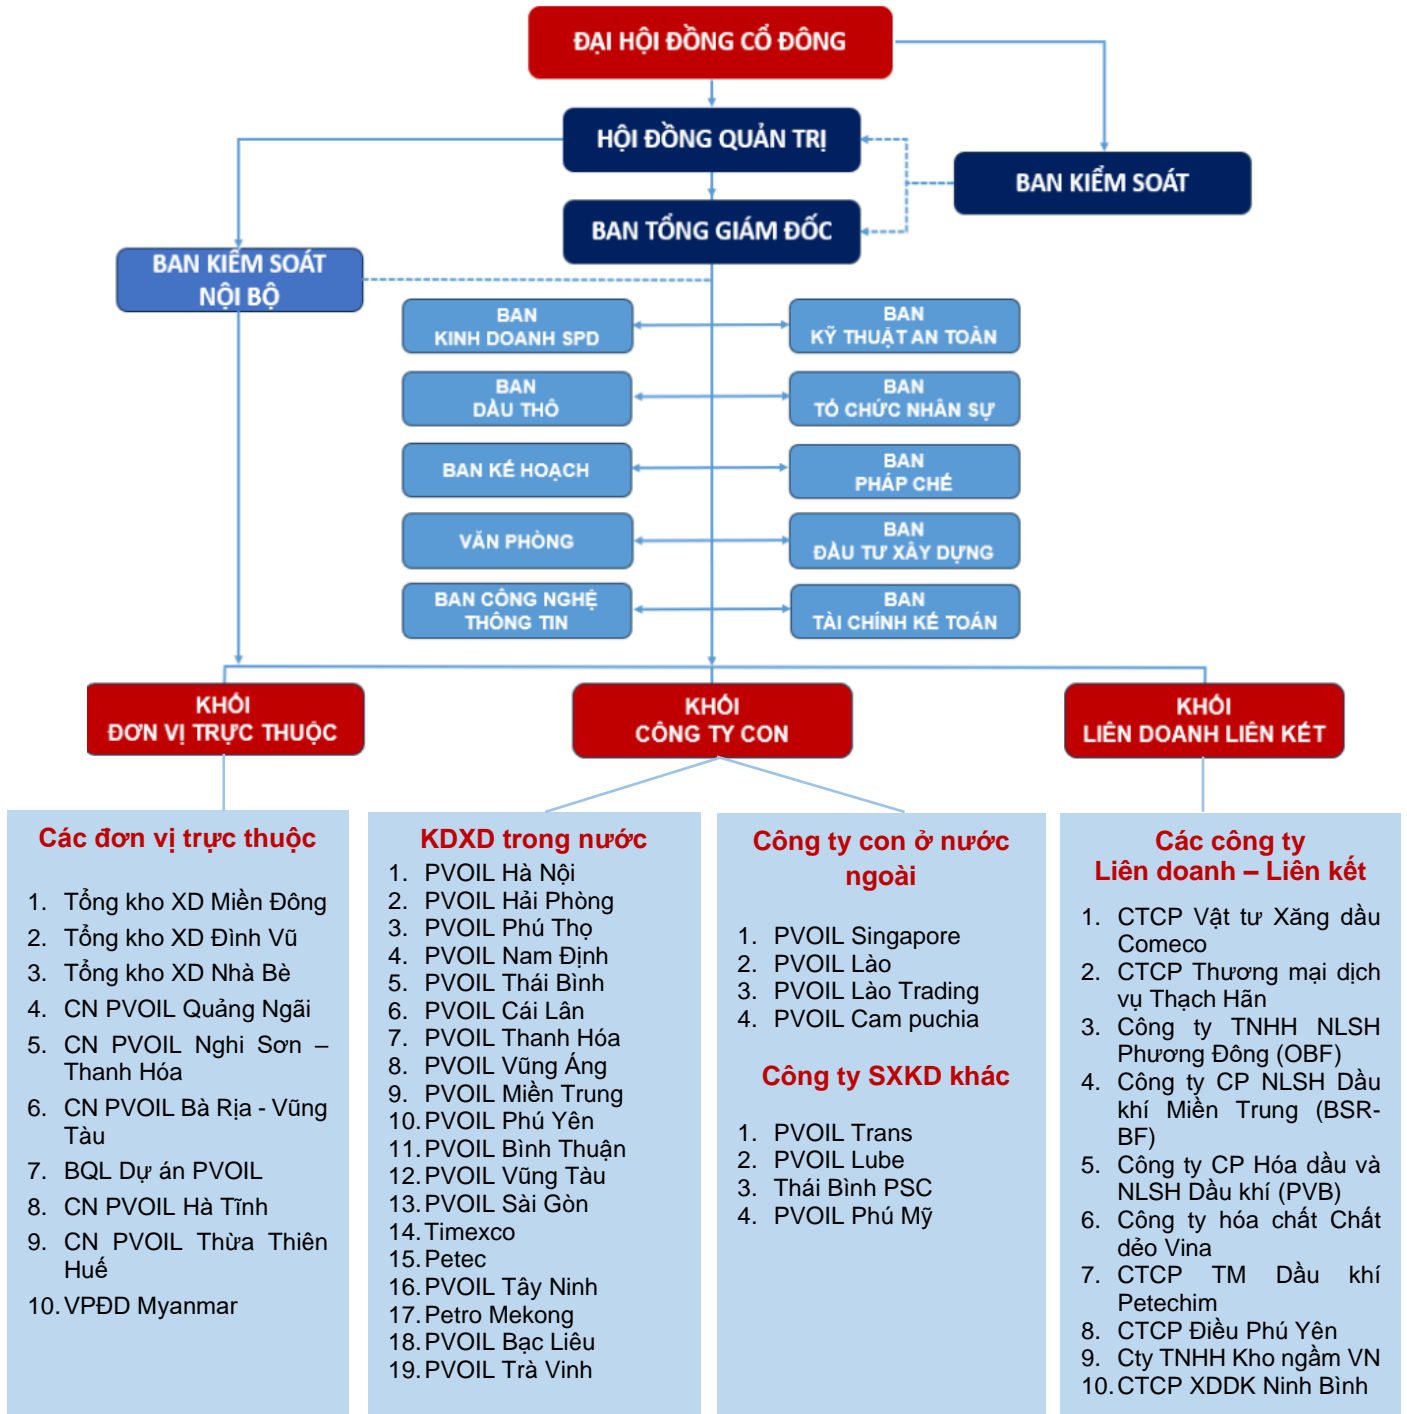 ĐẠI HỘI ĐỒNG CỔ ĐÔNG
HỘI ĐỒNG QUẢN TRỊ
BAN KIỂM SOÁT
BAN TỔNG GIÁM ĐỐC
BAN KIỂM SOÁT
NỘI BỘ
BAN
KINH DOANH SPD
BAN
KỸ THUẬT AN TOÀN
BAN
DẦU THÔ
BAN
TỔ CHỨC NHÂN SỰ
BAN KẾ HOẠCH
BAN
PHÁP CHẾ
VĂN PHÒNG
BAN
ĐẦU TƯ XÂY DỰNG
BAN CÔNG NGHỆ
THÔNG TIN
BAN
TÀI CHÍNH KẾ TOÁN
KHỐI
ĐƠN VỊ TRỰC THUỘC
KHỐI
CÔNG TY CON
KHỐI
LIÊN DOANH LIÊN KẾT
Các đơn vị trực thuộc
1. Tổng kho XD Miền Đông
2. Tổng kho XD Đình Vũ
3. Tổng kho XD Nhà Bè
4. CN PVOIL Quảng Ngãi
5. CN PVOIL Nghi Sơn –
Thanh Hóa
6. CN PVOIL Bà Rịa - Vũng
Tàu
7. BQL Dự án PVOIL
8. CN PVOIL Hà Tĩnh
9. CN PVOIL Thừa Thiên
Huế
10. VPĐD Myanmar
KDXD trong nước
1. PVOIL Hà Nội
2. PVOIL Hải Phòng
3. PVOIL Phú Thọ
4. PVOIL Nam Định
5. PVOIL Thái Bình
6. PVOIL Cái Lân
7. PVOIL Thanh Hóa
8. PVOIL Vũng Áng
9. PVOIL Miền Trung
10. PVOIL Phú Yên
11. PVOIL Bình Thuận
12. PVOIL Vũng Tàu
13. PVOIL Sài Gòn
14. Timexco
15. Petec
16. PVOIL Tây Ninh
17. Petro Mekong
18. PVOIL Bạc Liêu
19. PVOIL Trà Vinh
Công ty con ở nước
ngoài
1. PVOIL Singapore
2. PVOIL Lào
3. PVOIL Lào Trading
4. PVOIL Cam puchia
Công ty SXKD khác
1. PVOIL Trans
2. PVOIL Lube
3. Thái Bình PSC
4. PVOIL Phú Mỹ
Các công ty
Liên doanh – Liên kết
1. CTCP Vật tư Xăng dầu
Comeco
2. CTCP Thương mại dịch
vụ Thạch Hãn
3. Công ty TNHH NLSH
Phương Đông (OBF)
4. Công ty CP NLSH Dầu
khí Miền Trung (BSR-
BF)
5. Công ty CP Hóa dầu và
NLSH Dầu khí (PVB)
6. Công ty hóa chất Chất
dẻo Vina
7. CTCP TM Dầu khí
Petechim
8. CTCP Điều Phú Yên
9. Cty TNHH Kho ngầm VN
10. CTCP XDDK Ninh Bình